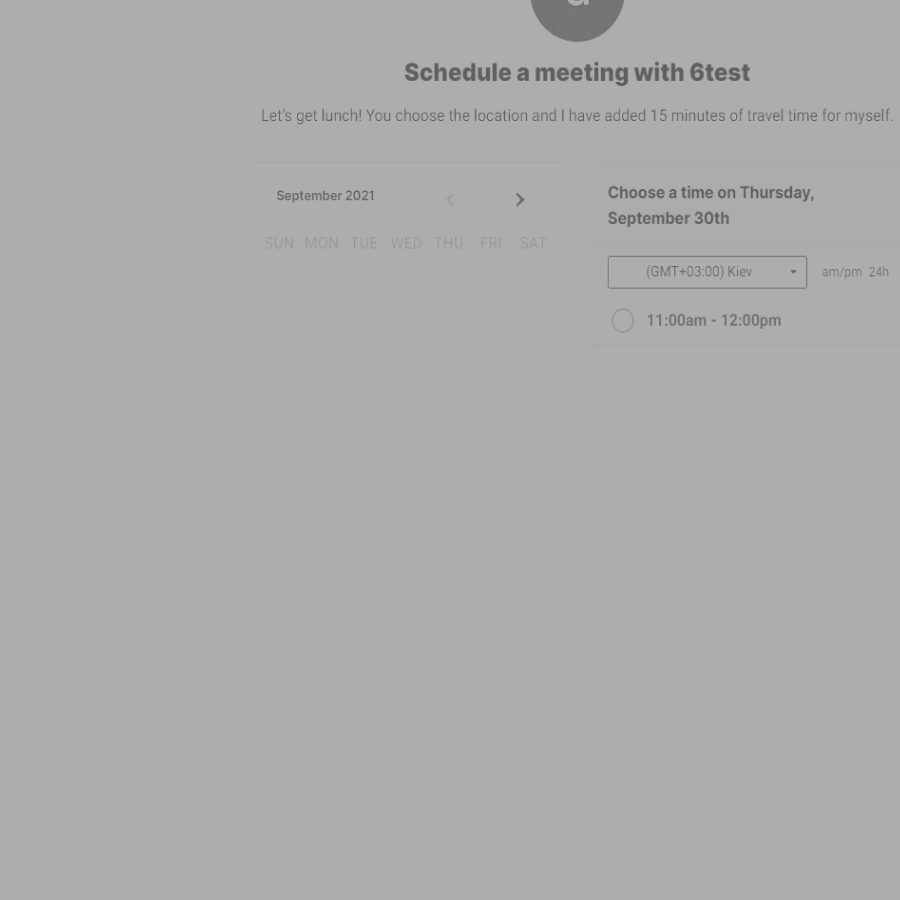 a
Schedule a meeting with 6test
Let's get lunch! You choose the location and I have added 15 minutes of travel time for myself.
September 2021
SUN MON TUE WED THU FRI SAT
Choose a time on Thursday,
September 30th
(GMT+03:00) Kiev
am/pm 24h
11:00am - 12:00pm